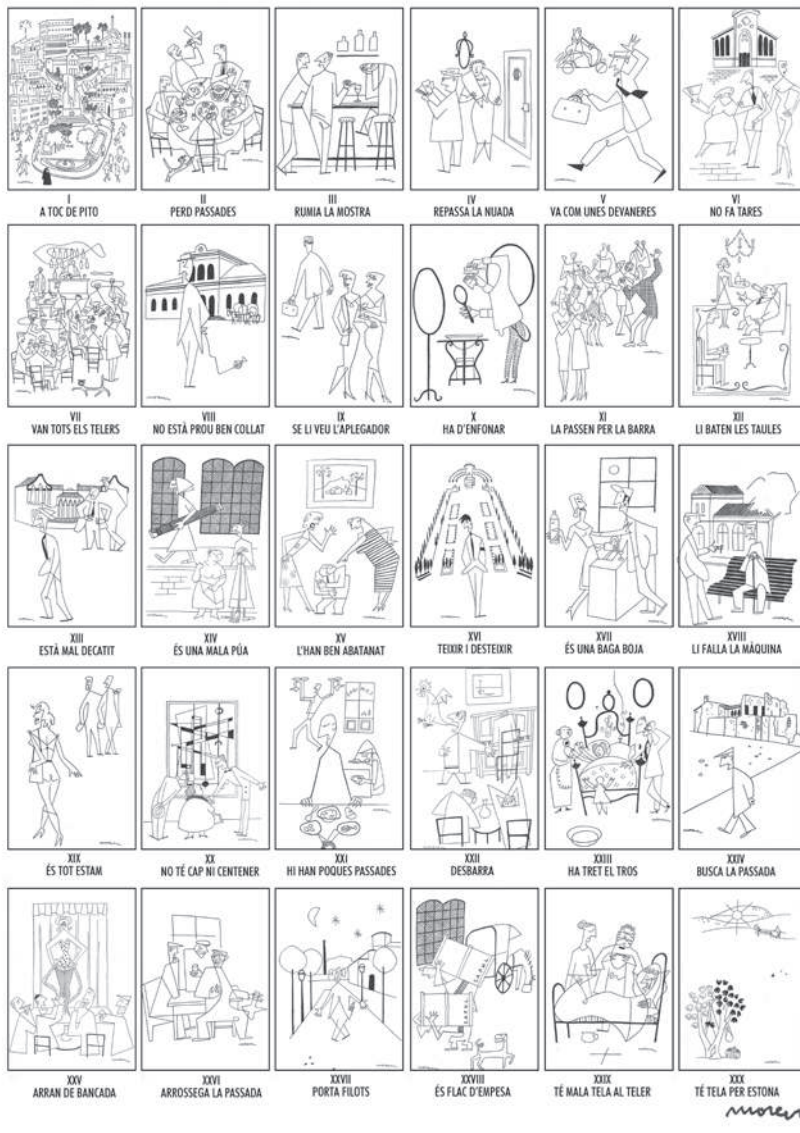 I
A TOC DE PITO
II
PERD PASSADES
III
RUMIA LA MOSTRA
IV
REPASSA LA NUADA
V
VA COM UNES DEVANERES
VI
NO FA TARES
VII
VAN TOTS ELS TELERS
VIII
NO ESTÀ PROU BEN COLLAT
IX
SE LI VEU L'APLEGADOR
X
HA D'ENFONAR
XI
LA PASSEN PER LA BARRA
XII
LI BATEN LES TAULES
XIII
ESTÀ MAL DECATIT
XIV
ÉS UNA MALA PÚA
XV
L'HAN BEN ABATANAT
XVI
TEIXIR I DESTEIXIR
XVII
ÉS UNA BAGA BOJA
XVIII
LI FALLA LA MÀQUINA
XIX
ÉS TOT ESTAM
XX
NO TÉ CAP NI CENTENER
XXI
HI HAN POQUES PASSADES
XXII
DESBARRA
XXIII
HA TRET EL TROS
XXIV
BUSCA LA PASSADA
XXV
ARRAN DE BANCADA
XXVI
ARROSSEGA LA PASSADA
XXVII
PORTA FILOTS
XXVIII
ÉS FLAC D'EMPESA
XXIX
TÉ MALA TELA AL TELER
XXX
TÉ TELA PER ESTONA